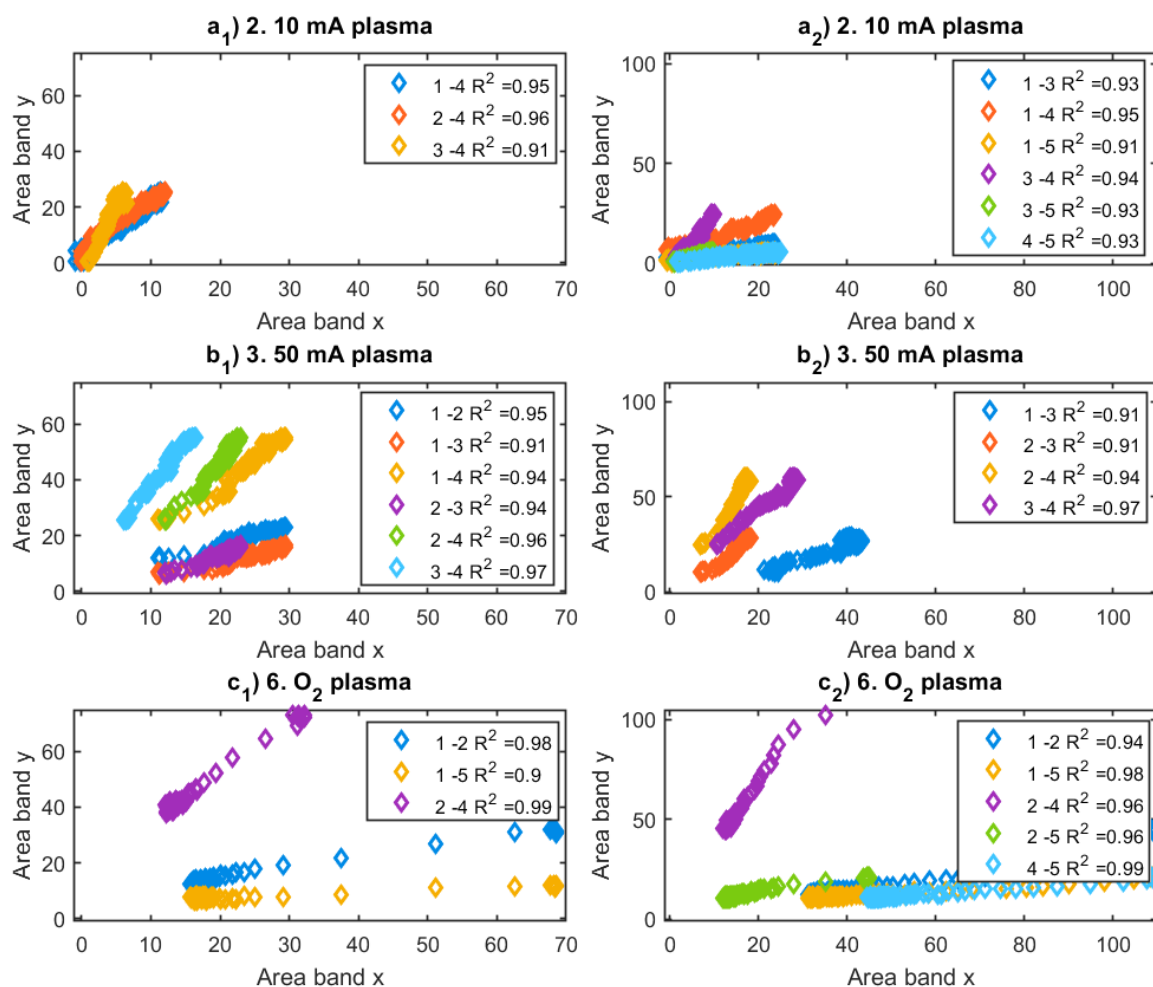 a1) 2. 10 mA plasma
60
40
20
0
0 10 20 30 40 50 60 70
Area band y
Area band x
1 -4 R2 =0.95
2 -4 R2 =0.96
3 -4 R2 =0.91
a2) 2. 10 mA plasma
100
50
0
0 20 40 60 80 100
Area band y
Area band x
1 -3 R2 =0.93
1 -4 R2 =0.95
1 -5 R2 =0.91
3 -4 R2 =0.94
3 -5 R2 =0.93
4 -5 R2 =0.93
b1) 3. 50 mA plasma
60
40
20
0
0 10 20 30 40 50 60 70
Area band y
Area band x
1 -2 R2 =0.95
1 -3 R2 =0.91
1 -4 R2 =0.94
2 -3 R2 =0.94
2 -4 R2 =0.96
3 -4 R2 =0.97
b2) 3. 50 mA plasma
100
50
0
0 20 40 60 80 100
Area band y
Area band x
1 -3 R2 =0.91
2 -3 R2 =0.91
2 -4 R2 =0.94
3 -4 R2 =0.97
c1) 6. O2 plasma
60
40
20
0
0 10 20 30 40 50 60 70
Area band y
Area band x
1 -2 R2 =0.98
1 -5 R2 =0.9
2 -4 R2 =0.99
c2) 6. O2 plasma
100
50
0
0 20 40 60 80 100
Area band y
Area band x
1 -2 R2 =0.94
1 -5 R2 =0.98
2 -4 R2 =0.96
2 -5 R2 =0.96
4 -5 R2 =0.99